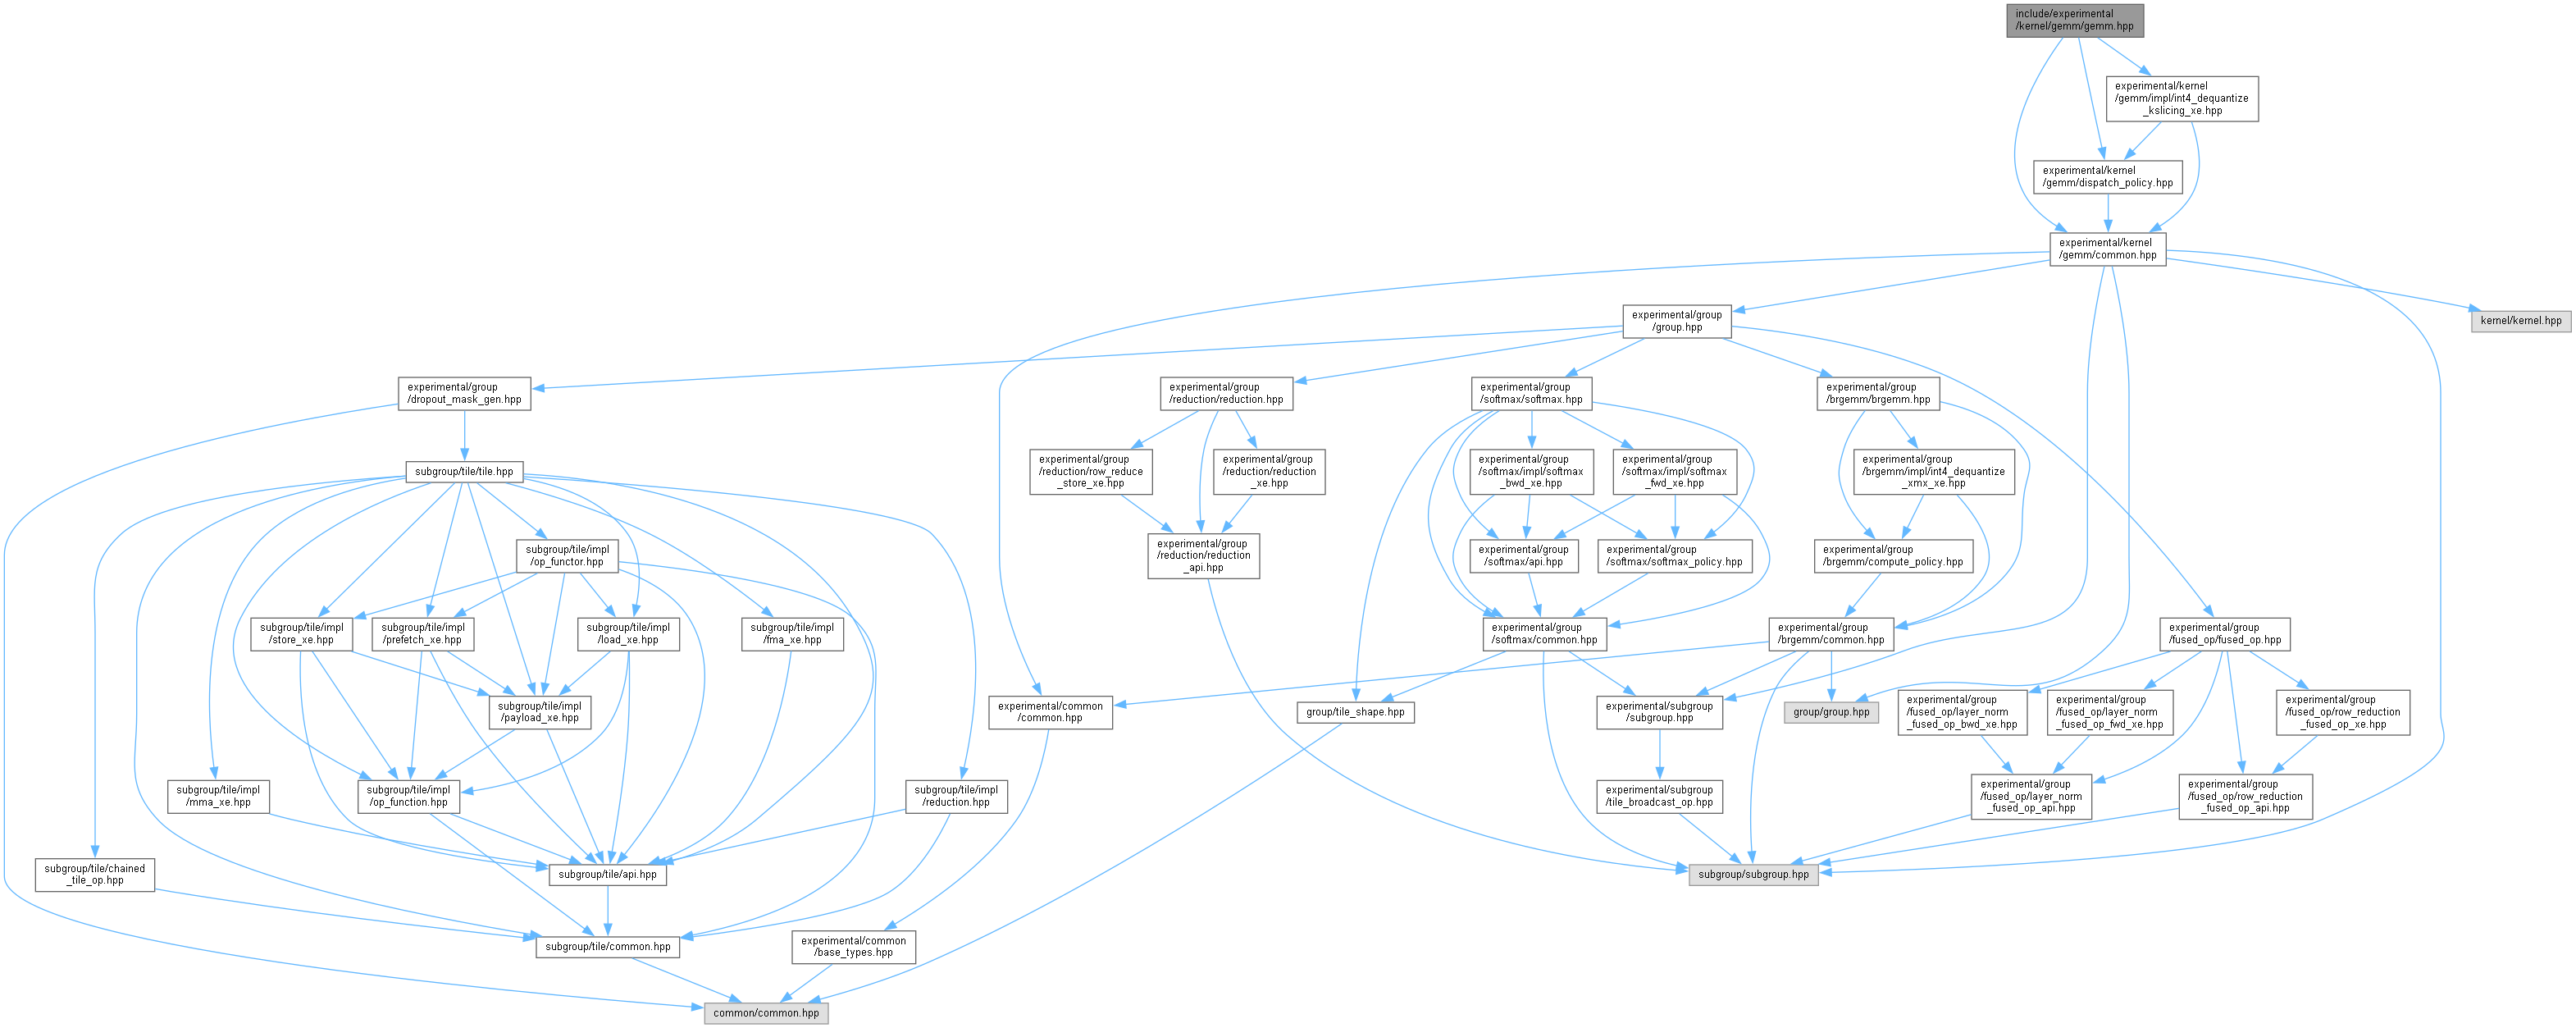 include/experimental
/kernel/gemm/gemm.hpp
experimental/kernel
/gemm/impl/int4_dequantize
_kslicing_xe.hpp
experimental/kernel
/gemm/dispatch_policy.hpp
experimental/kernel
/gemm/common.hpp
experimental/group
/group.hpp
kernel/kernel.hpp
experimental/group
/dropout_mask_gen.hpp
experimental/group
/reduction/reduction.hpp
experimental/group
/softmax/softmax.hpp
experimental/group
/brgemm/brgemm.hpp
subgroup/tile/tile.hpp
experimental/group
/reduction/row_reduce
_store_xe.hpp
experimental/group
/reduction/reduction
_xe.hpp
experimental/group
/softmax/impl/softmax
_bwd_xe.hpp
experimental/group
/softmax/impl/softmax
_fwd_xe.hpp
experimental/group
/brgemm/impl/int4_dequantize
_xmx_xe.hpp
subgroup/tile/impl
/op_functor.hpp
experimental/group
/reduction/reduction
_api.hpp
experimental/group
/softmax/api.hpp
experimental/group
/softmax/softmax_policy.hpp
experimental/group
/brgemm/compute_policy.hpp
subgroup/tile/impl
/store_xe.hpp
subgroup/tile/impl
/prefetch_xe.hpp
subgroup/tile/impl
/load_xe.hpp
subgroup/tile/impl
/fma_xe.hpp
experimental/group
/softmax/common.hpp
experimental/group
/brgemm/common.hpp
experimental/group
/fused_op/fused_op.hpp
subgroup/tile/impl
/payload_xe.hpp
experimental/common
/common.hpp
group/tile_shape.hpp
experimental/subgroup
/subgroup.hpp
group/group.hpp
experimental/group
/fused_op/layer_norm
_fused_op_bwd_xe.hpp
experimental/group
/fused_op/layer_norm
_fused_op_fwd_xe.hpp
experimental/group
/fused_op/row_reduction
_fused_op_xe.hpp
subgroup/tile/impl
/mma_xe.hpp
subgroup/tile/impl
/op_function.hpp
subgroup/tile/impl
/reduction.hpp
experimental/subgroup
/tile_broadcast_op.hpp
experimental/group
/fused_op/layer_norm
_fused_op_api.hpp
experimental/group
/fused_op/row_reduction
_fused_op_api.hpp
subgroup/tile/chained
_tile_op.hpp
subgroup/tile/api.hpp
subgroup/subgroup.hpp
subgroup/tile/common.hpp
experimental/common
/base_types.hpp
common/common.hpp